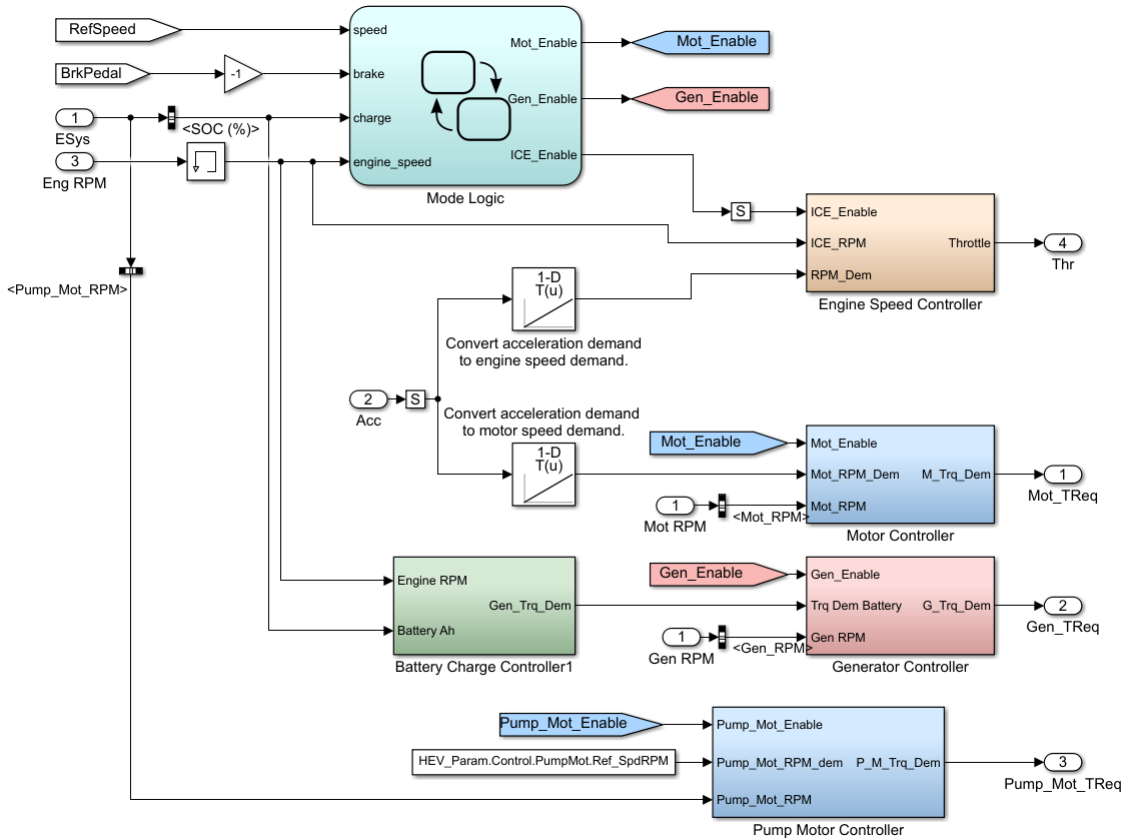 RefSpeed
BrkPedal
-1
1
ESys
<SOC (%)>
3
Eng RPM
speed
brake
charge
engine_speed
Mot_Enable
Gen_Enable
ICE_Enable
Mode Logic
Mot_Enable
Gen_Enable
S
ICE_Enable
ICE_RPM
RPM_Dem
Throttle
Engine Speed Controller
4
Thr
<Pump_Mot_RPM>
1-D
T(u)
Convert acceleration demand
to engine speed demand.
2
Acc
S
Convert acceleration demand
to motor speed demand.
1-D
T(u)
Mot_Enable
1
Mot RPM
<Mot_RPM>
Mot_Enable
Mot_RPM_Dem
Mot_RPM
M_Trq_Dem
Motor Controller
1
Mot_TReq
Engine RPM
Battery Ah
Gen_Trq_Dem
Battery Charge Controller1
Gen_Enable
1
Gen RPM
<Gen_RPM>
Gen_Enable
Trq Dem Battery
Gen RPM
G_Trq_Dem
Generator Controller
2
Gen_TReq
Pump_Mot_Enable
HEV_Param.Control.PumpMot.Ref_SpdRPM
Pump_Mot_Enable
Pump_Mot_RPM_dem
Pump_Mot_RPM
P_M_Trq_Dem
Pump Motor Controller
3
Pump_Mot_TReq